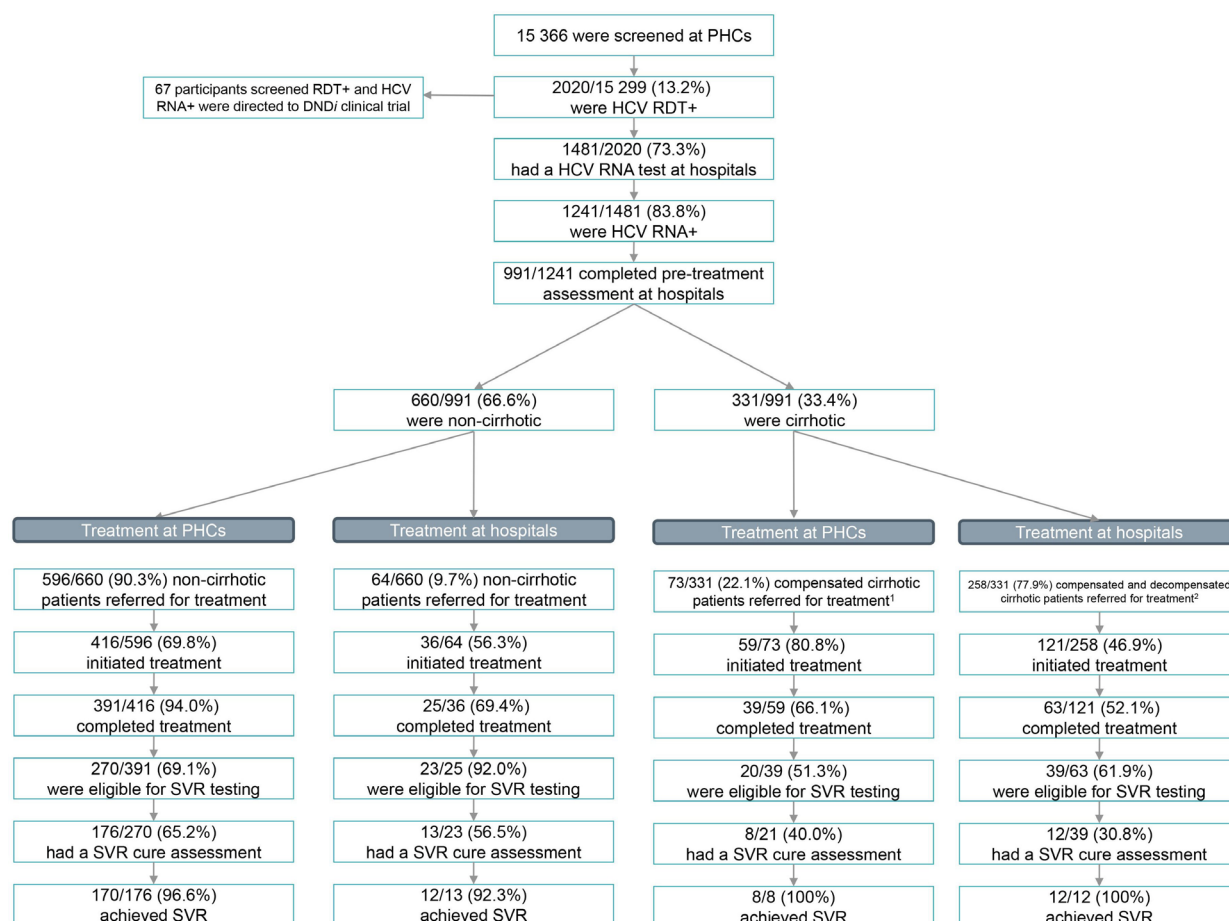 15 366 were screened at PHCs
67 participants screened RDT+ and HCV
RNA+ were directed to DNDi clinical trial
2020/15 299 (13.2%)
were HCV RDT+
1481/2020 (73.3%)
had a HCV RNA test at hospitals
1241/1481 (83.8%)
were HCV RNA+
991/1241 completed pre-treatment
assessment at hospitals
660/991 (66.6%)
were non-cirrhotic
331/991 (33.4%)
were cirrhotic
Treatment at PHCs
596/660 (90.3%) non-cirrhotic
patients referred for treatment
416/596 (69.8%)
initiated treatment
391/416 (94.0%)
completed treatment
270/391 (69.1%)
were eligible for SVR testing
176/270 (65.2%)
had a SVR cure assessment
170/176 (96.6%)
achieved SVR
Treatment at hospitals
64/660 (9.7%) non-cirrhotic
patients referred for treatment
36/64 (56.3%)
initiated treatment
25/36 (69.4%)
completed treatment
23/25 (92.0%)
were eligible for SVR testing
13/23 (56.5%)
had a SVR cure assessment
12/13 (92.3%)
achieved SVR
Treatment at PHCs
73/331 (22.1%) compensated cirrhotic
patients referred for treatment¹
59/73 (80.8%)
initiated treatment
39/59 (66.1%)
completed treatment
20/39 (51.3%)
were eligible for SVR testing
8/21 (40.0%)
had a SVR cure assessment
8/8 (100%)
achieved SVR
Treatment at hospitals
258/331 (77.9%) compensated and decompensated
cirrhotic patients referred for treatment²
121/258 (46.9%)
initiated treatment
63/121 (52.1%)
completed treatment
39/63 (61.9%)
were eligible for SVR testing
12/39 (30.8%)
had a SVR cure assessment
12/12 (100%)
achieved SVR